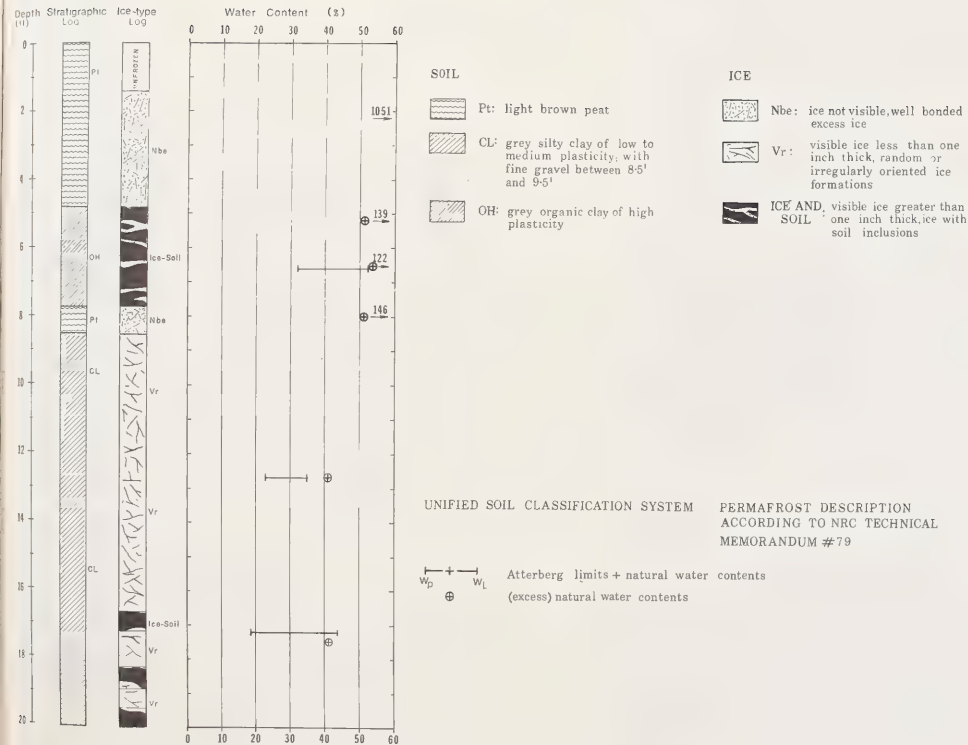 Depth Stratigraphic Ice-type
(ft) Log Log
Water Content (%)
0 10 20 30 40 50 60
0
2
4
6
8
10
12
14
16
18
20
Pt
OH
Pt
CL
CL
UNFROZEN
Nbe
Ice-Soil
Nbe
Vr
Vr
Ice-Soil
Vr
Vr
1051
139
122
146
0 10 20 30 40 50 60
SOIL
Pt: light brown peat
CL: grey silty clay of low to
medium plasticity; with
fine gravel between 8·5'
and 9·5'
OH: grey organic clay of high
plasticity
ICE
Nbe: ice not visible, well bonded
excess ice
Vr: visible ice less than one
inch thick, random or
irregularly oriented ice
formations
ICE AND visible ice greater than
SOIL : one inch thick, ice with
soil inclusions
UNIFIED SOIL CLASSIFICATION SYSTEM
PERMAFROST DESCRIPTION
ACCORDING TO NRC TECHNICAL
MEMORANDUM #79
Wp + WL Atterberg limits + natural water contents
⊕ (excess) natural water contents